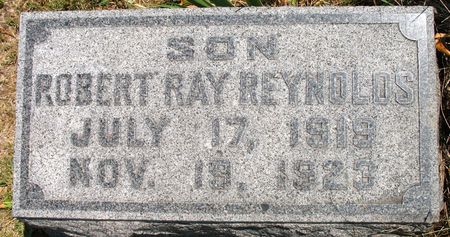 SON
ROBERT RAY REYNOLDS
JULY 17, 1919
NOV. 19, 1923